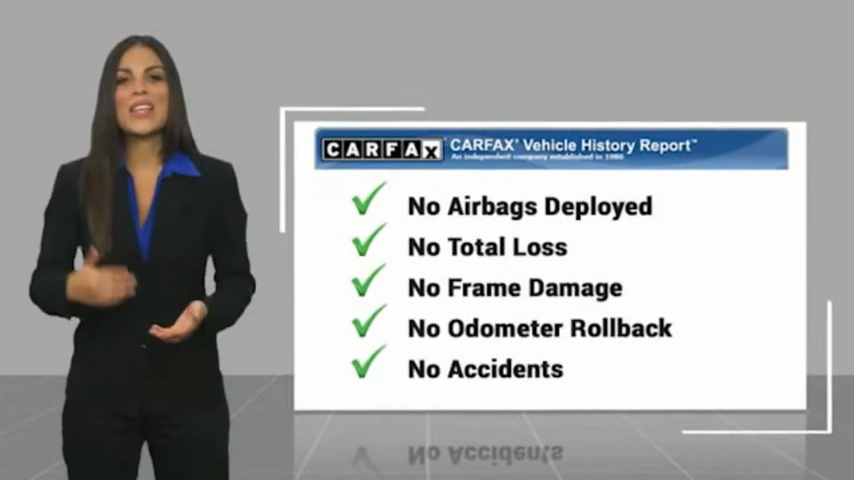 CARFAX CARFAX® Vehicle History Report™
An independent company established in 1986
No Airbags Deployed
No Total Loss
No Frame Damage
No Odometer Rollback
No Accidents
No Accidents